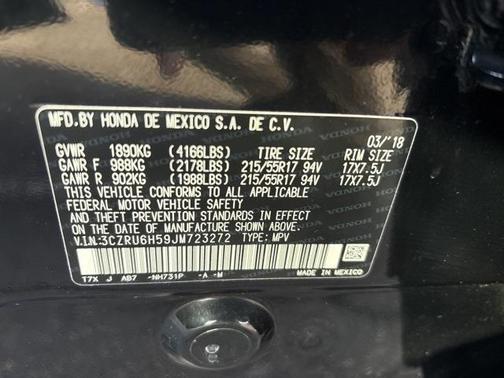 MFD.BY HONDA DE MEXICO S.A. DE C.V.
03/'18
GVWR 1890KG (4166LBS) TIRE SIZE RIM SIZE
GAWR F 988KG (2178LBS) 215/55R17 94V 17X7.5J
GAWR R 902KG (1988LBS) 215/55R17 94V 17X7.5J
THIS VEHICLE CONFORMS TO ALL APPLICABLE
FEDERAL MOTOR VEHICLE SAFETY
AND THEFT PREVENTION STANDARDS IN EFFECT
ON THE DATE OF MANUFACTURE SHOWN ABOVE.
V.I.N.:3CZRU6H59JM723272 TYPE: MPV
T7X J AB7 -NH731P -A -M MADE IN MEXICO